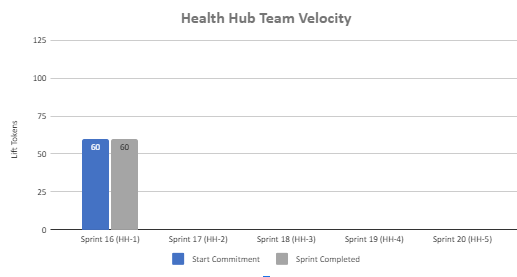 Health Hub Team Velocity
125
100
75
50
25
0
Lift Tokens
60 60
Sprint 16 (HH-1) Sprint 17 (HH-2) Sprint 18 (HH-3) Sprint 19 (HH-4) Sprint 20 (HH-5)
Start Commitment Sprint Completed